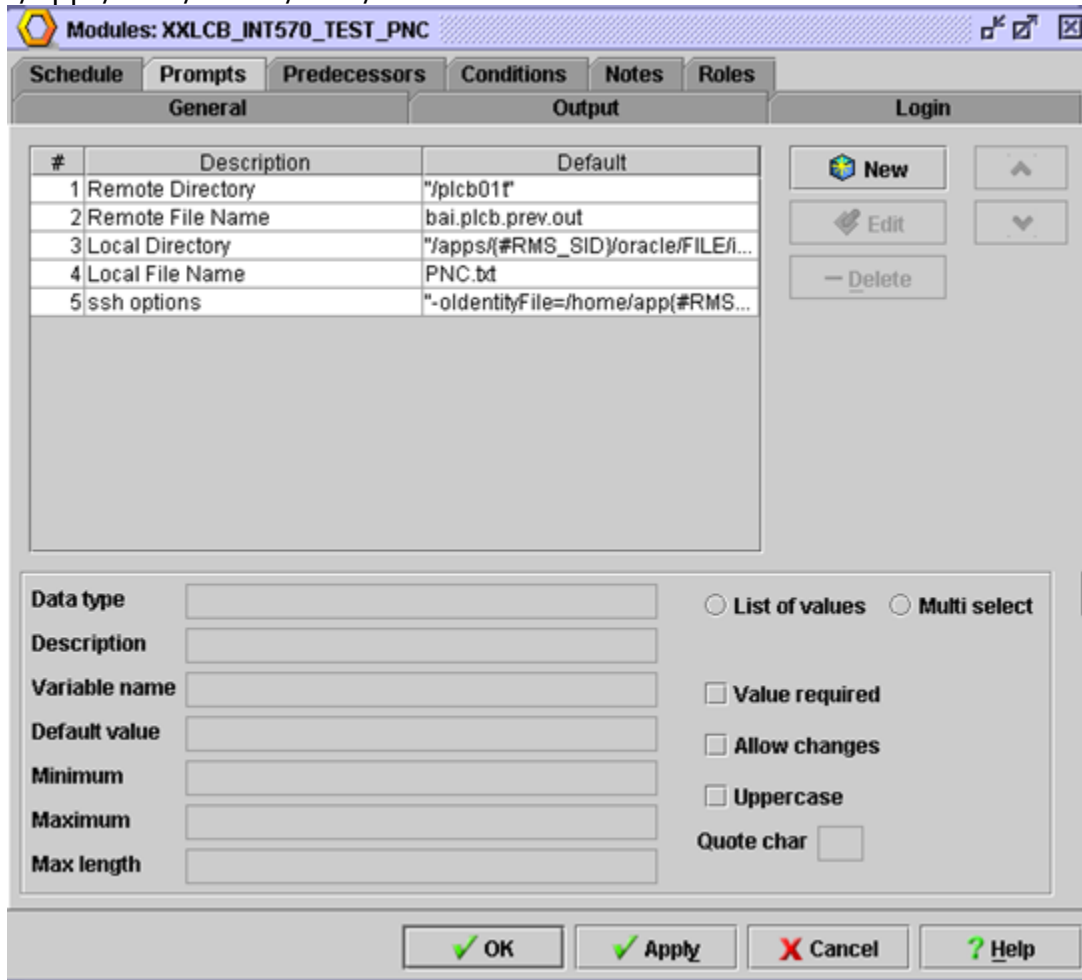 Modules: XXLCB_INT570_TEST_PNC
Schedule Prompts Predecessors Conditions Notes Roles
General Output Login
# Description Default
1 Remote Directory "/plcb01f"
2 Remote File Name bai.plcb.prev.out
3 Local Directory "/apps/{#RMS_SID}/oracle/FILE/i...
4 Local File Name PNC.txt
5 ssh options "-oIdentityFile=/home/app{#RMS...
New
Edit
Delete
Data type
Description
Variable name
Default value
Minimum
Maximum
Max length
List of values Multi select
Value required
Allow changes
Uppercase
Quote char
OK Apply Cancel ? Help